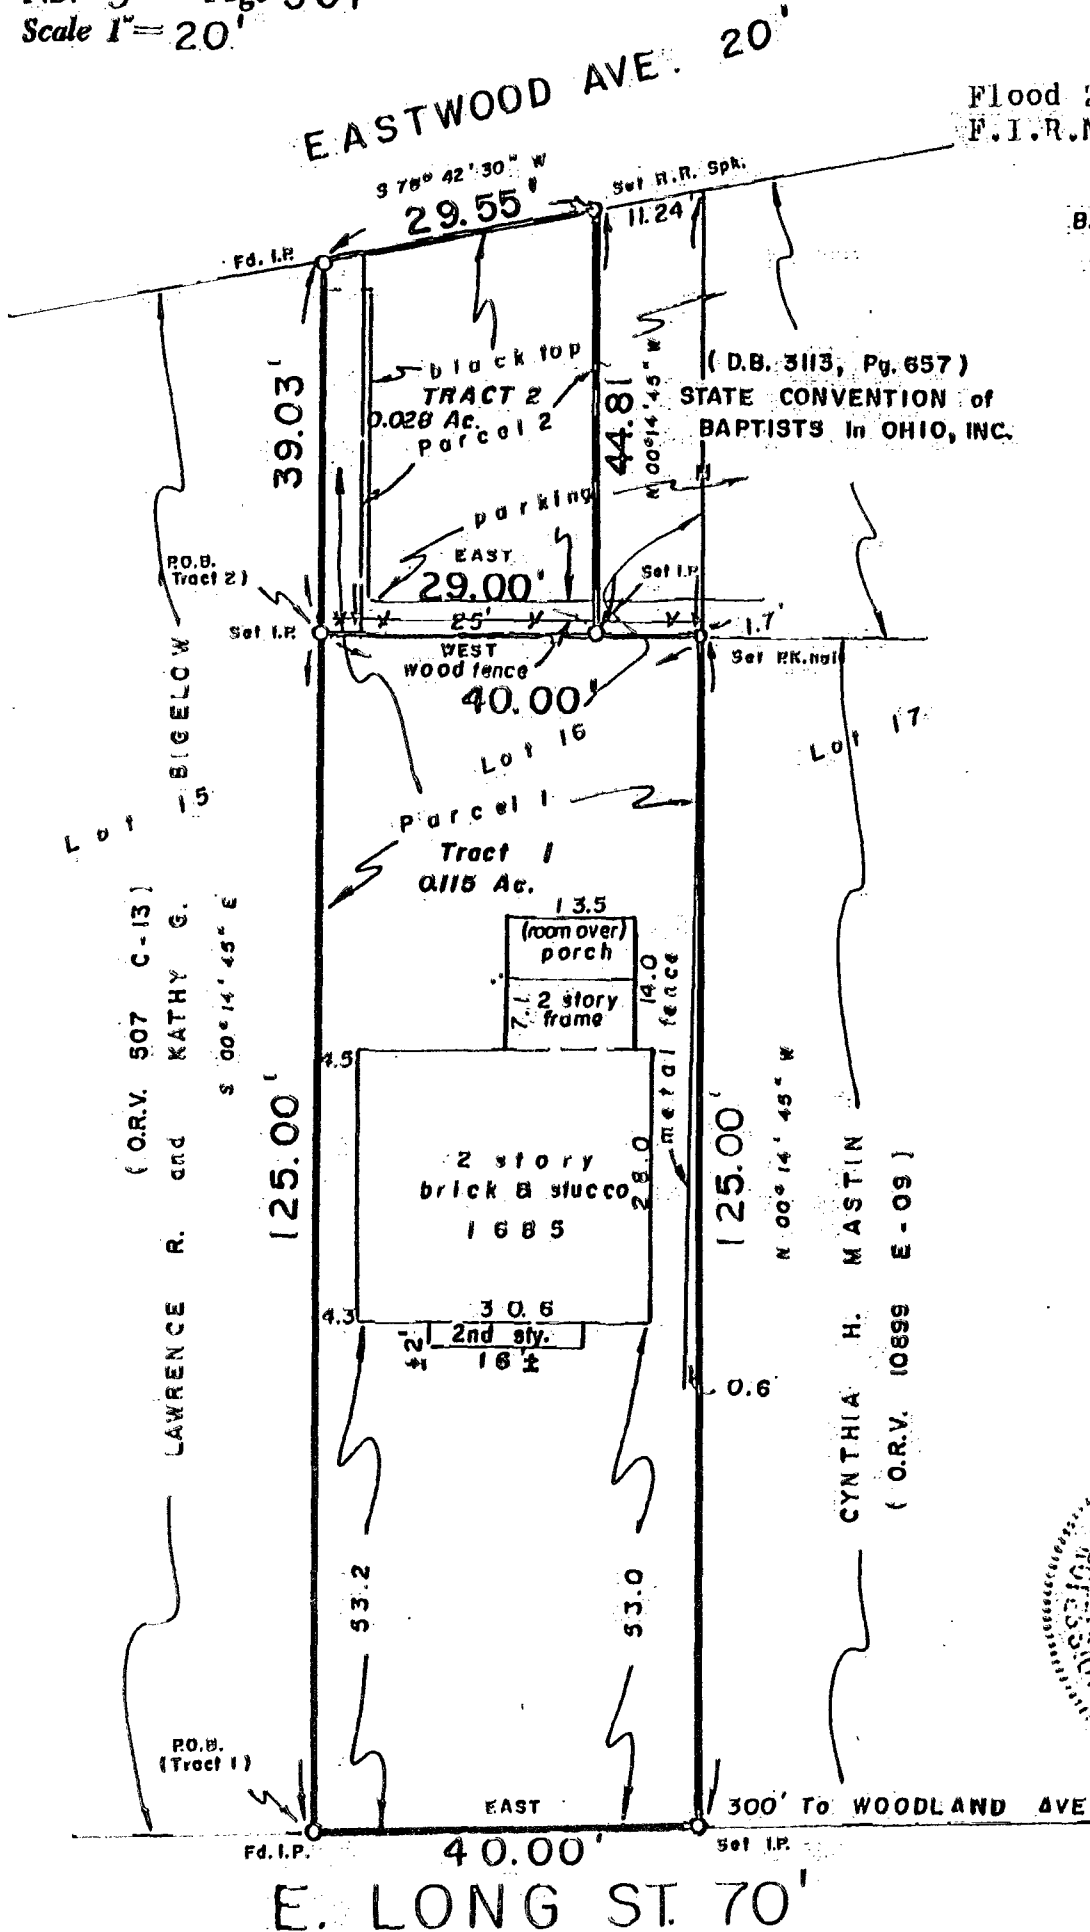 Scale 1"= 20'
EASTWOOD AVE. 20'
Flood
F.I.R.M
S 78° 42' 30" W
29.55'
Set R.R. Spk.
11.24'
Fd. I.P.
39.03'
black top
TRACT 2
0.028 Ac.
Parcel 2
44.81
N 00°14'45" W
( D.B. 3113, Pg. 657)
STATE CONVENTION of
BAPTISTS in OHIO, INC.
parking
EAST
29.00'
P.O.B.
(Tract 2)
Set I.P.
Set I.P.
25'
1.7'
WEST
wood fence
Set P.K. nail
40.00'
Lot 16
Lot 17
Lot 15
Parcel 1
Tract 1
0.115 Ac.
13.5
(room over)
porch
14.0
7.1
2 story
frame
metal fence
LAWRENCE R. and KATHY G. BIGELOW
( O.R.V. 507 C-13 )
S 00° 14' 45" E
125.00'
4.5
2 story
brick & stucco
1685
28.0
125.00'
N 00° 14' 45" W
CYNTHIA H. MASTIN
( O.R.V. 10899 E-09 )
4.3
30.6
2nd sty.
±2'
16'±
0.6
53.2
53.0
P.O.B.
(Tract 1)
EAST
300' To WOODLAND AVE
Fd. I.P.
40.00'
Set I.P.
E. LONG ST. 70'